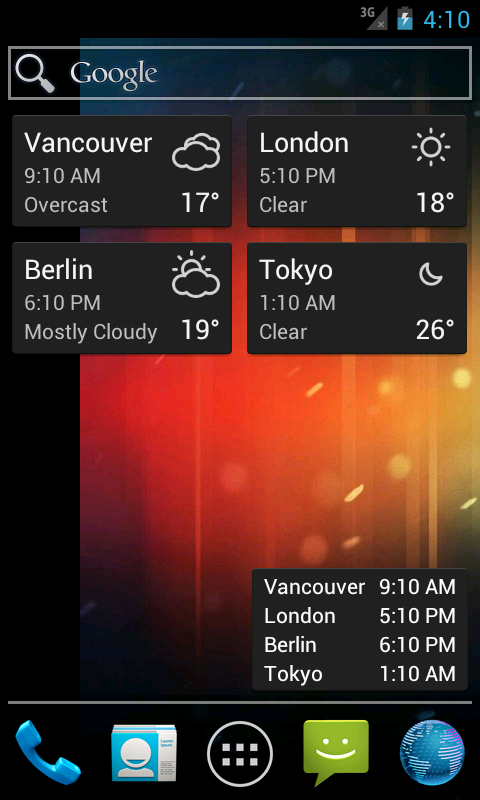 3G 4:10
Google
Vancouver
9:10 AM
Overcast 17°
London
5:10 PM
Clear 18°
Berlin
6:10 PM
Mostly Cloudy 19°
Tokyo
1:10 AM
Clear 26°
Vancouver 9:10 AM
London 5:10 PM
Berlin 6:10 PM
Tokyo 1:10 AM